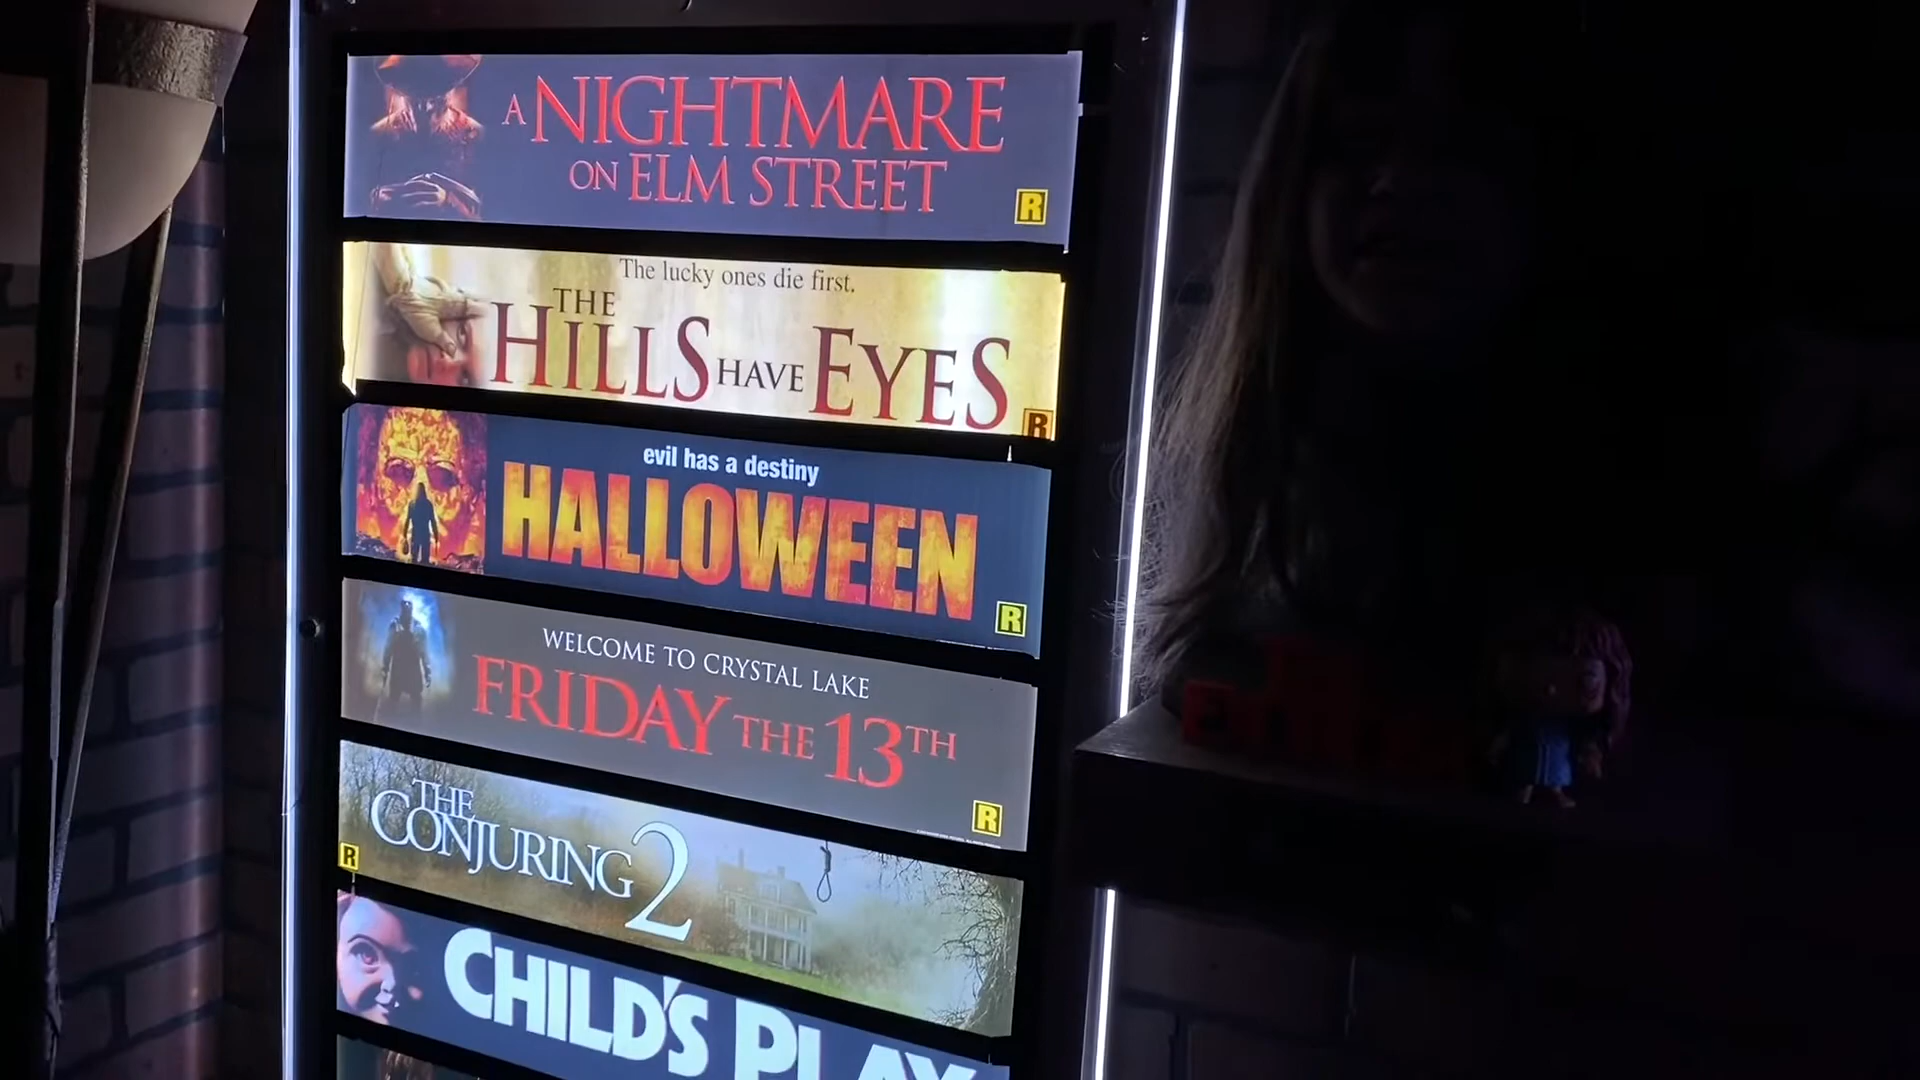 A NIGHTMARE
ON ELM STREET
R
The lucky ones die first.
THE
HILLS HAVE EYES
R
evil has a destiny
HALLOWEEN
R
WELCOME TO CRYSTAL LAKE
FRIDAY THE 13TH
R
THE
CONJURING 2
R
CHILD'S PLAY